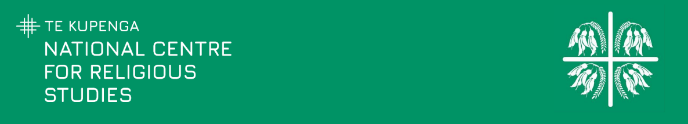 TE KUPENGA
NATIONAL CENTRE
FOR RELIGIOUS
STUDIES